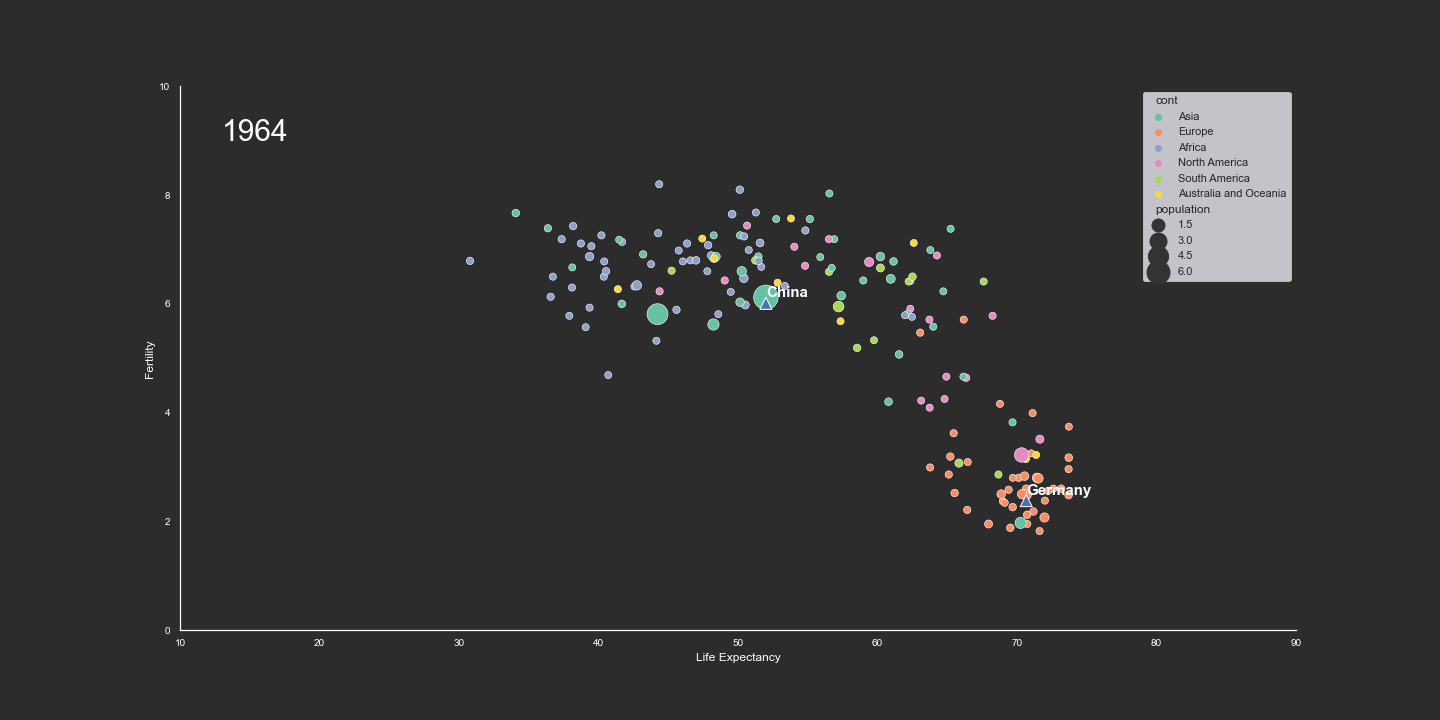 1964
10
8
6
4
2
0
Fertility
10 20 30 40 50 60 70 80 90
Life Expectancy
China
Germany
cont
Asia
Europe
Africa
North America
South America
Australia and Oceania
population
1.5
3.0
4.5
6.0